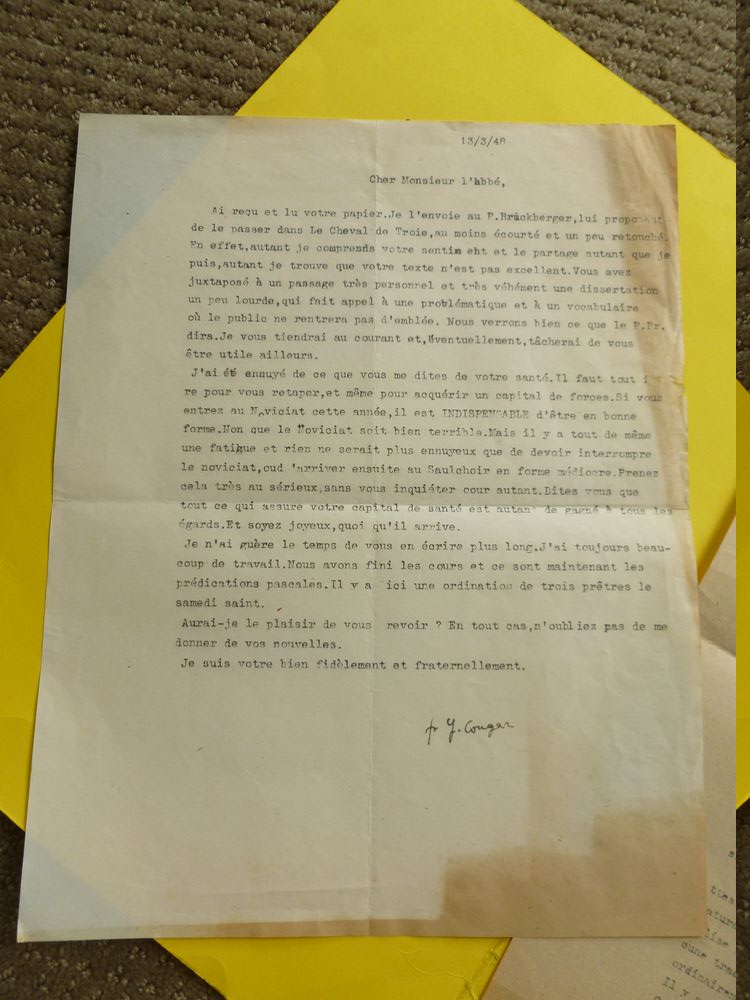 13/3/48
Cher Monsieur l'Abbé,
Ai reçu et lu votre papier.Je l'envoie au P.Bruckberger,lui proposant
de le passer dans Le Cheval de Troie,au moins écourté et un peu retouché.
En effet,autant je comprends votre sentim eht et le partage autant que je
puis,autant je trouve que votre texte n'est pas excellent.Vous avez
juxtaposé à un passage très personnel et très véhément une dissertation
un peu lourde,qui fait appel à une problématique et à un vocabulaire
où le public ne rentrera pas d'emblée. Nous verrons bien ce que le P.Br.
dira.Je vous tiendrai au courant et,éventuellement,tâcherai de vous
être utile ailleurs.
J'ai été ennuyé de ce que vous me dites de votre santé.Il faut tout
re pour vous retaper,et même pour acquérir un capital de forces.Si vous
entrez au Noviciat cette année,il est INDISPENSABLE d'être en bonne
forme.Non que le Noviciat soit bien terrible.Mais il y a tout de même
une fatigue et rien ne serait plus ennuyeux que de devoir interrompre
le noviciat,oud 'arriver ensuite au Saulchoir en forme médiocre.Prenez
cela très au sérieux,sans vous inquiéter cour autant.Dites vous que
tout ce qui assure votre capital de santé est autan' de gagné à tous les
égards.Et soyez joyeux,quoi qu'il arrive.
Je n'ai guère le temps de vous en écrire plus long.J'ai toujours beau-
coup de travail.Nous avons fini les cours et ce sont maintenant les
prédications pascales.Il y a ici une ordination de trois prêtres le
samedi saint.
Aurai-je le plaisir de vous revoir ? En tout cas,n'oubliez pas de me
donner de vos nouvelles.
Je suis votre bien fidèlement et fraternellement.
fr Y. Congar
ordinaire
Il y